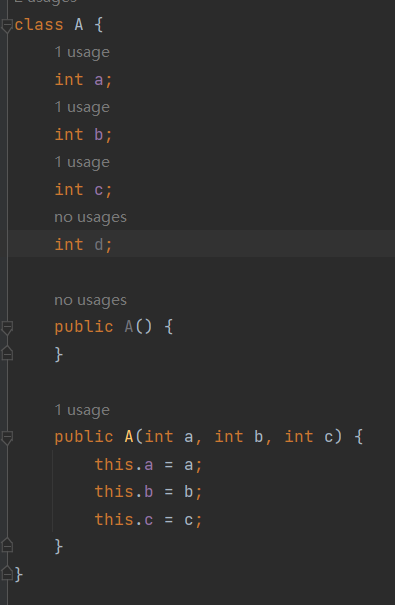 2 usages
class A {
1 usage
int a;
1 usage
int b;
1 usage
int c;
no usages
int d;
no usages
public A() {
}
1 usage
public A(int a, int b, int c) {
this.a = a;
this.b = b;
this.c = c;
}
}